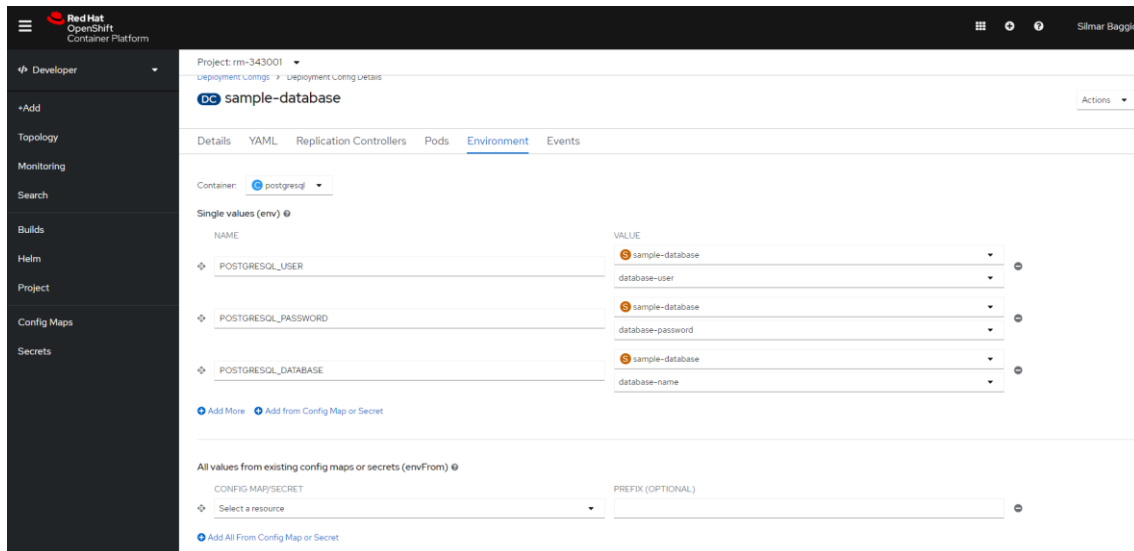 Red Hat
OpenShift
Container Platform
Silmar Baggio
</> Developer
+Add
Topology
Monitoring
Search
Builds
Helm
Project
Config Maps
Secrets
Project: rm-343001
Deployment Configs > Deployment Config Details
DC sample-database
Actions
Details YAML Replication Controllers Pods Environment Events
Container: C postgresql
Single values (env)
NAME VALUE
POSTGRESQL_USER
S sample-database
database-user
POSTGRESQL_PASSWORD
S sample-database
database-password
POSTGRESQL_DATABASE
S sample-database
database-name
Add More Add from Config Map or Secret
All values from existing config maps or secrets (envFrom)
CONFIG MAP/SECRET PREFIX (OPTIONAL)
Select a resource
Add All From Config Map or Secret